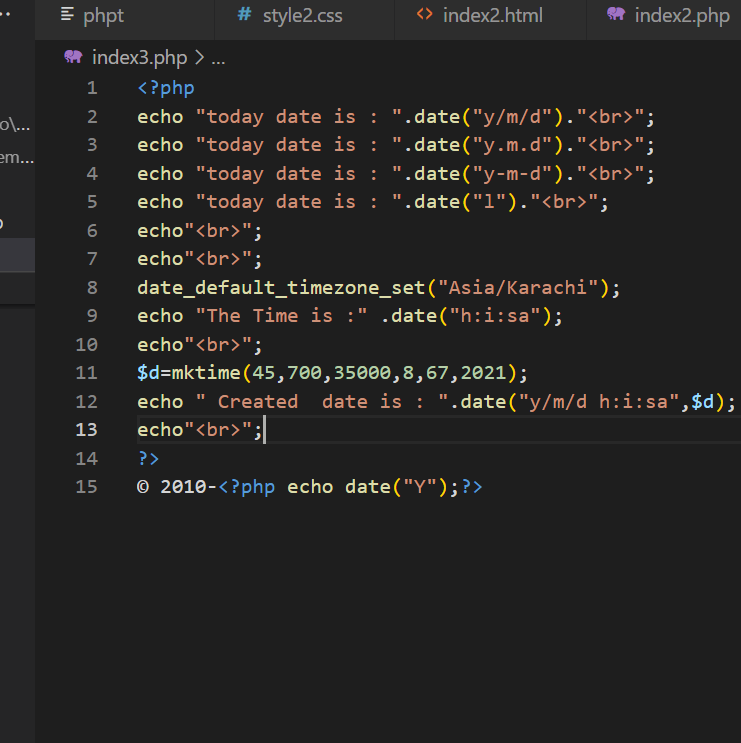 phpt style2.css index2.html index2.php
index3.php > ...
o\...
em...
1 <?php
2 echo "today date is : ".date("y/m/d")."<br>";
3 echo "today date is : ".date("y.m.d")."<br>";
4 echo "today date is : ".date("y-m-d")."<br>";
5 echo "today date is : ".date("l")."<br>";
6 echo"<br>";
7 echo"<br>";
8 date_default_timezone_set("Asia/Karachi");
9 echo "The Time is :" .date("h:i:sa");
10 echo"<br>";
11 $d=mktime(45,700,35000,8,67,2021);
12 echo " Created  date is : ".date("y/m/d h:i:sa",$d);
13 echo"<br>";
14 ?>
15 © 2010-<?php echo date("Y");?>